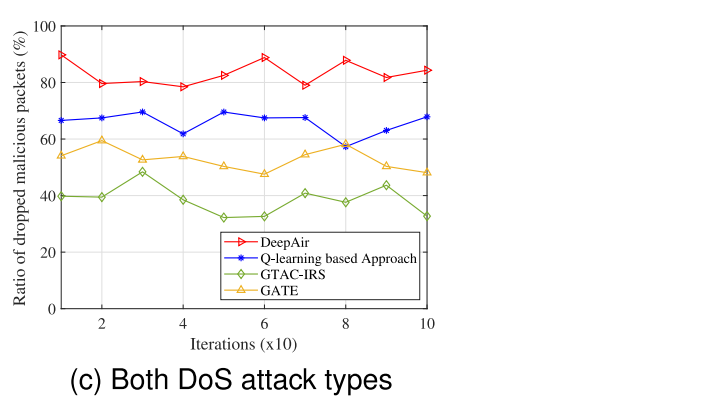 Ratio of dropped malicious packets (%)
100
80
60
40
20
0
2
4
6
8
10
Iterations (x10)
DeepAir
Q-learning based Approach
GTAC-IRS
GATE
(c) Both DoS attack types